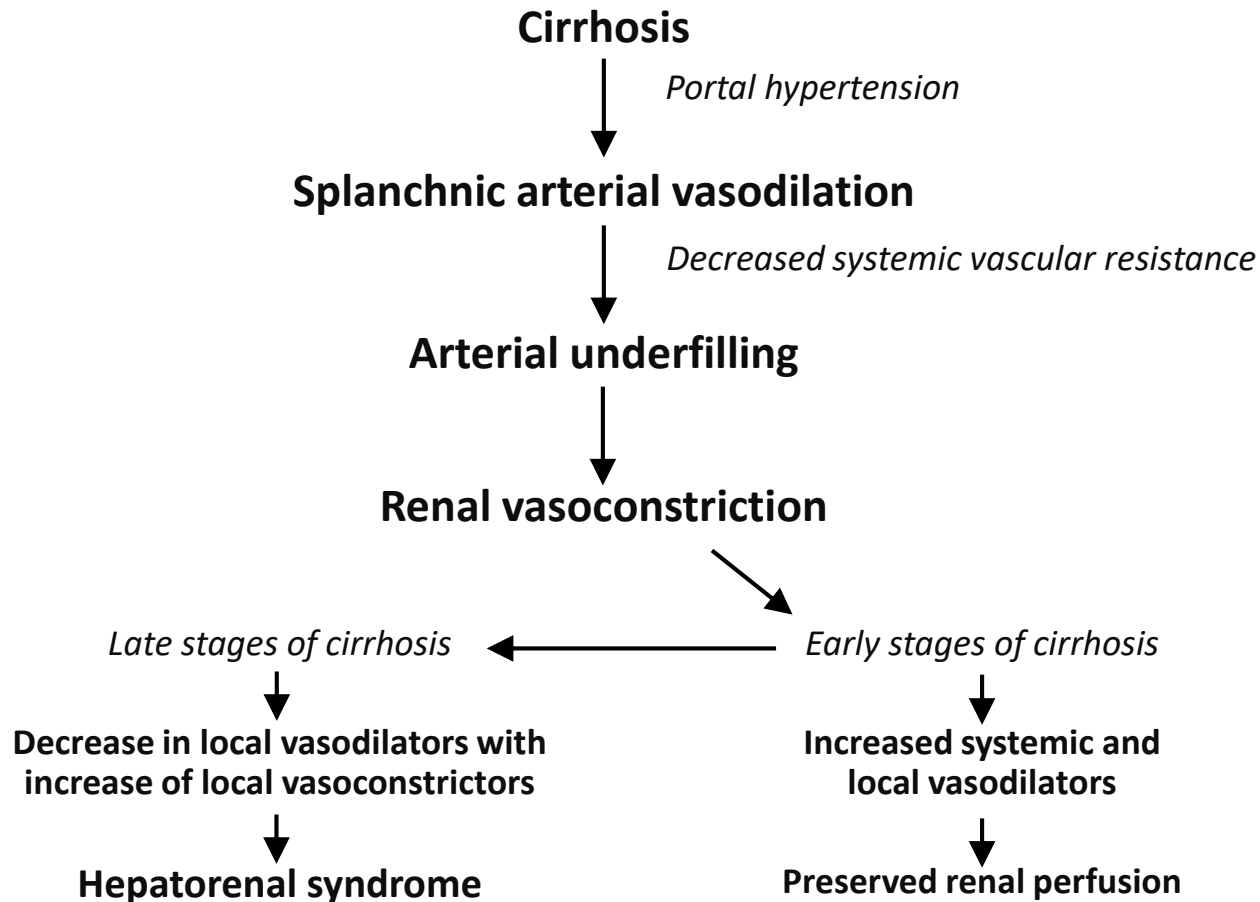 Cirrhosis
Portal hypertension
Splanchnic arterial vasodilation
Decreased systemic vascular resistance
Arterial underfilling
Renal vasoconstriction
Late stages of cirrhosis
Early stages of cirrhosis
Decrease in local vasodilators with
increase of local vasoconstrictors
Increased systemic and
local vasodilators
Hepatorenal syndrome
Preserved renal perfusion